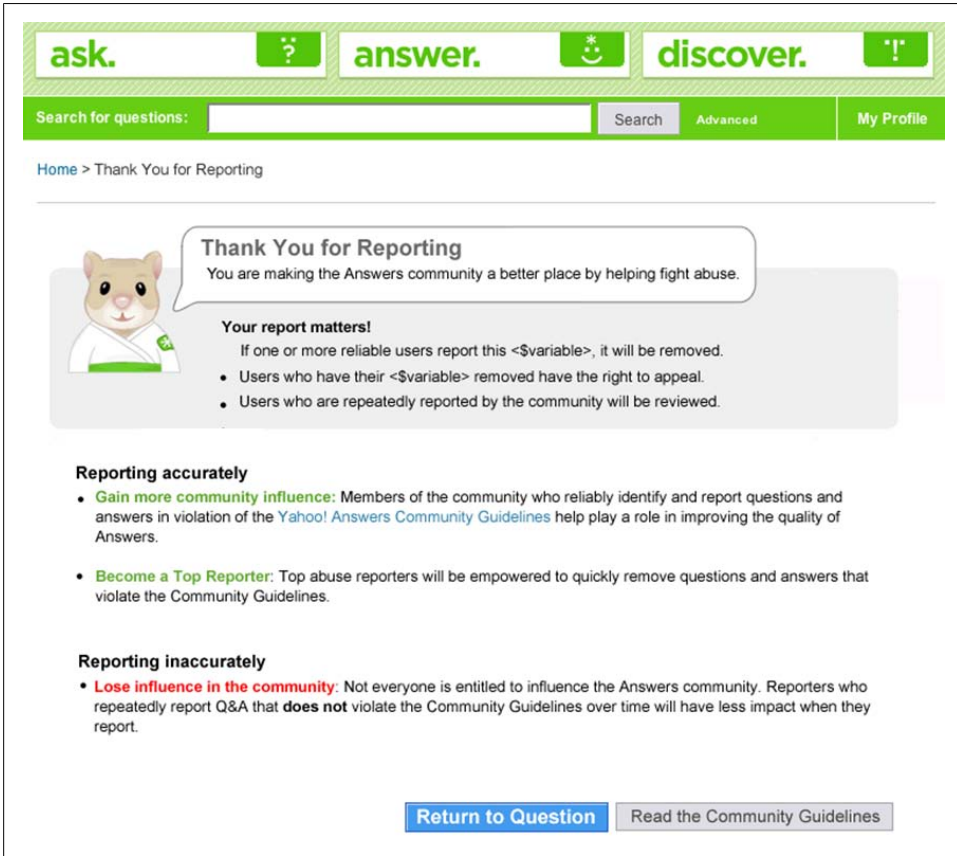 ask. answer. discover.
Search for questions: Search Advanced My Profile
Home > Thank You for Reporting
Thank You for Reporting
You are making the Answers community a better place by helping fight abuse.
Your report matters!
If one or more reliable users report this <$variable>, it will be removed.
• Users who have their <$variable> removed have the right to appeal.
• Users who are repeatedly reported by the community will be reviewed.
Reporting accurately
• Gain more community influence: Members of the community who reliably identify and report questions and
answers in violation of the Yahoo! Answers Community Guidelines help play a role in improving the quality of
Answers.
• Become a Top Reporter: Top abuse reporters will be empowered to quickly remove questions and answers that
violate the Community Guidelines.
Reporting inaccurately
• Lose influence in the community: Not everyone is entitled to influence the Answers community. Reporters who
repeatedly report Q&A that does not violate the Community Guidelines over time will have less impact when they
report.
Return to Question Read the Community Guidelines